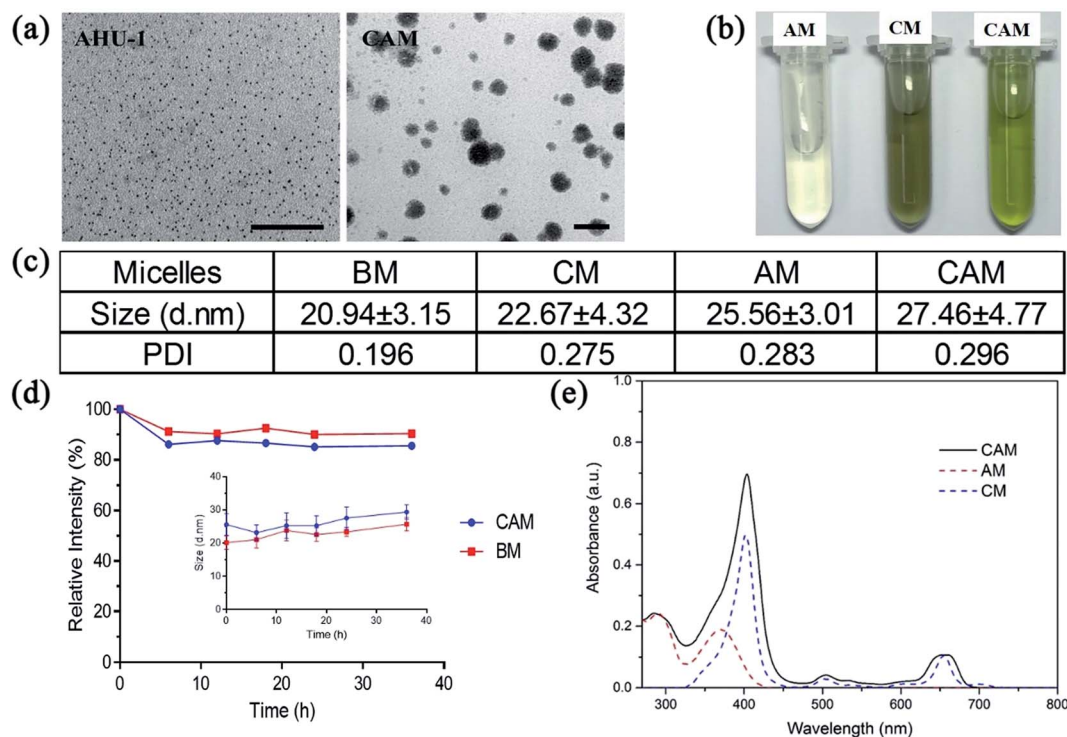 (a)
AHU-1
CAM
(b)
AM
CM
CAM
(c)
Micelles BM CM AM CAM
Size (d.nm) 20.94±3.15 22.67±4.32 25.56±3.01 27.46±4.77
PDI 0.196 0.275 0.283 0.296
(d)
100
80
60
40
20
0
Relative Intensity (%)
0 10 20 30 40
Time (h)
40
30
20
10
0
Size (d.nm)
0 10 20 30 40
Time (h)
CAM
BM
(e)
1.0
0.8
0.6
0.4
0.2
0.0
Absorbance (a.u.)
300 400 500 600 700 800
Wavelength (nm)
CAM
AM
CM